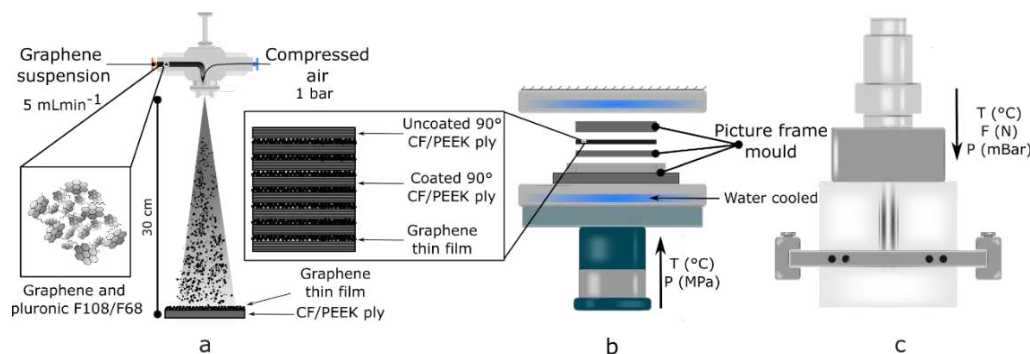 Graphene
suspension
5 mLmin⁻¹
Compressed
air
1 bar
30 cm
Graphene and
pluronic F108/F68
Uncoated 90°
CF/PEEK ply
Coated 90°
CF/PEEK ply
Graphene
thin film
Graphene
thin film
CF/PEEK ply
a
Picture frame
mould
Water cooled
T (°C)
P (MPa)
b
T (°C)
F (N)
P (mBar)
c